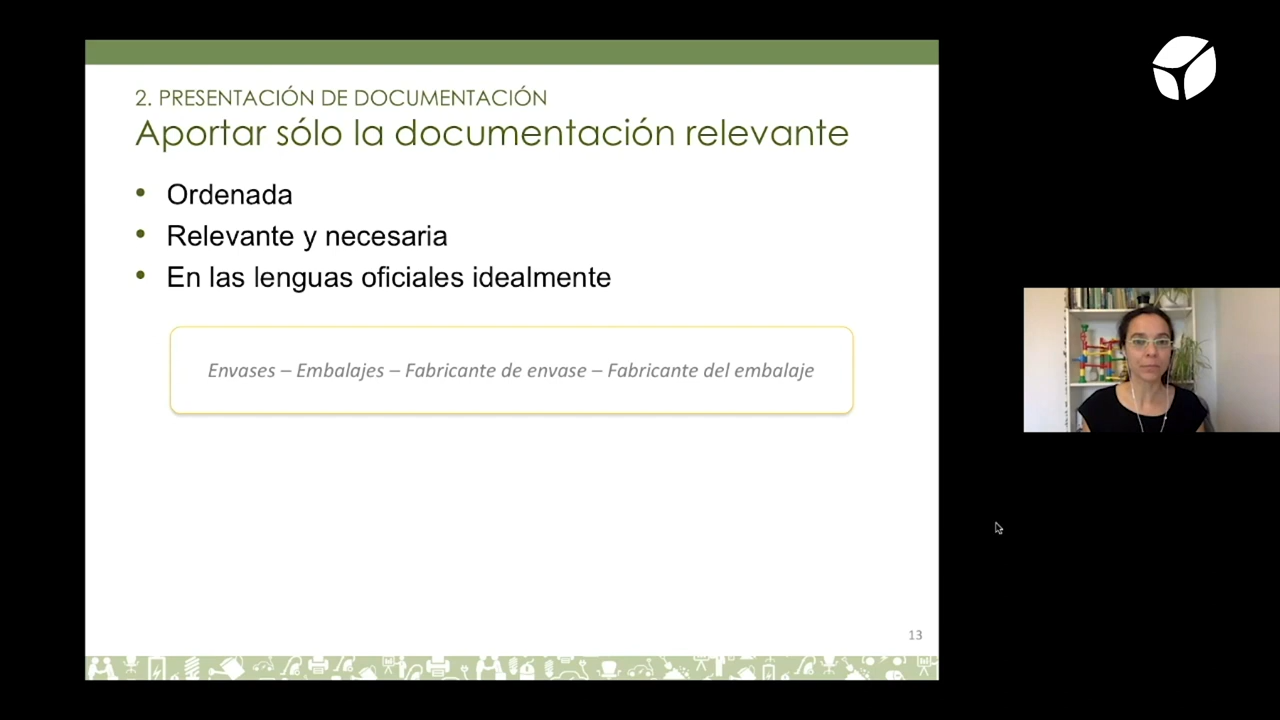 2. PRESENTACIÓN DE DOCUMENTACIÓN
Aportar sólo la documentación relevante
• Ordenada
• Relevante y necesaria
• En las lenguas oficiales idealmente
Envases – Embalajes – Fabricante de envase – Fabricante del embalaje
13